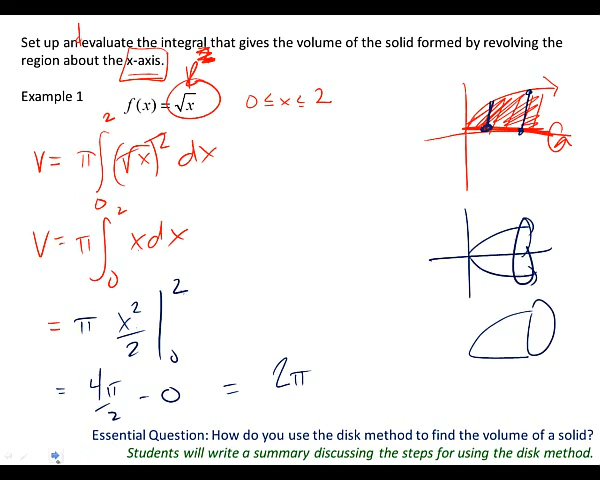 Set up and evaluate the integral that gives the volume of the solid formed by revolving the
region about the x-axis.
Example 1 f(x) = √x 0 ≤ x ≤ 2
V = π ∫₀² (√x)² dx
V = π ∫₀² x dx
= π x²/2 |₀²
= 4π/2 - 0 = 2π
Essential Question: How do you use the disk method to find the volume of a solid?
Students will write a summary discussing the steps for using the disk method.